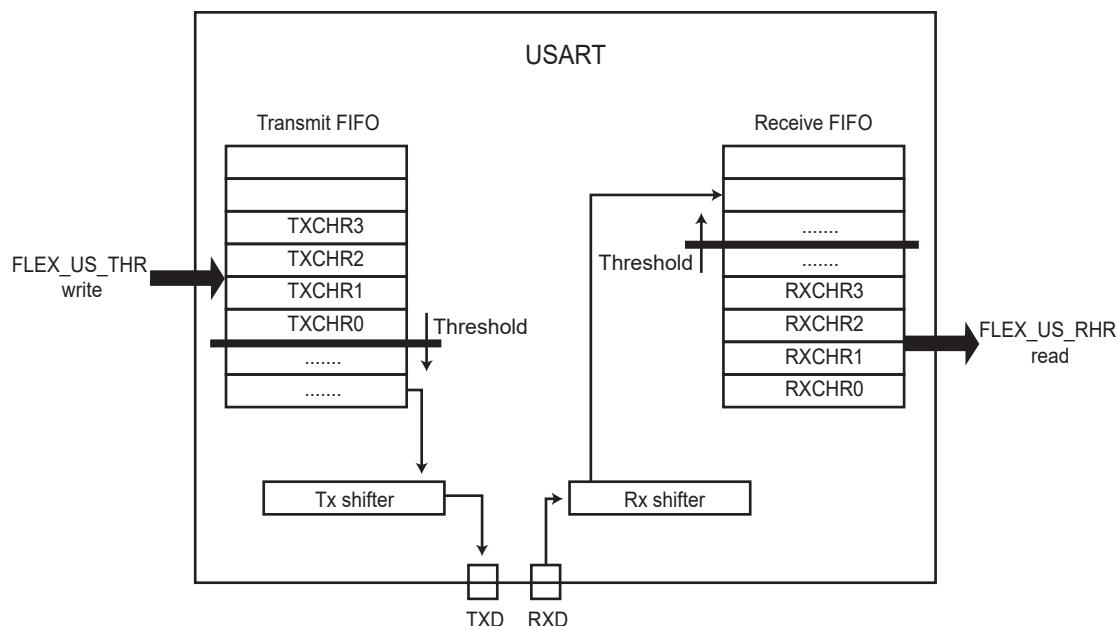 USART
Transmit FIFO
Receive FIFO
TXCHR3
.......
FLEX_US_THR
write
TXCHR2
Threshold
.......
TXCHR1
RXCHR3
TXCHR0
Threshold
RXCHR2
FLEX_US_RHR
read
.......
RXCHR1
.......
RXCHR0
Tx shifter
Rx shifter
TXD
RXD